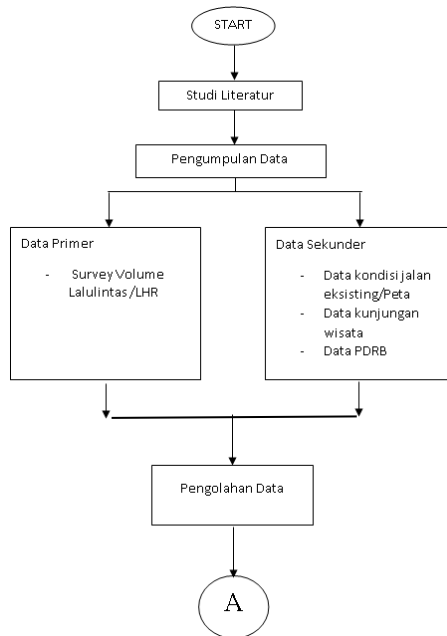 START
Studi Literatur
Pengumpulan Data
Data Primer
- Survey Volume
Lalulintas/LHR
Data Sekunder
- Data kondisi jalan
eksisting/Peta
- Data kunjungan
wisata
- Data PDRB
Pengolahan Data
A